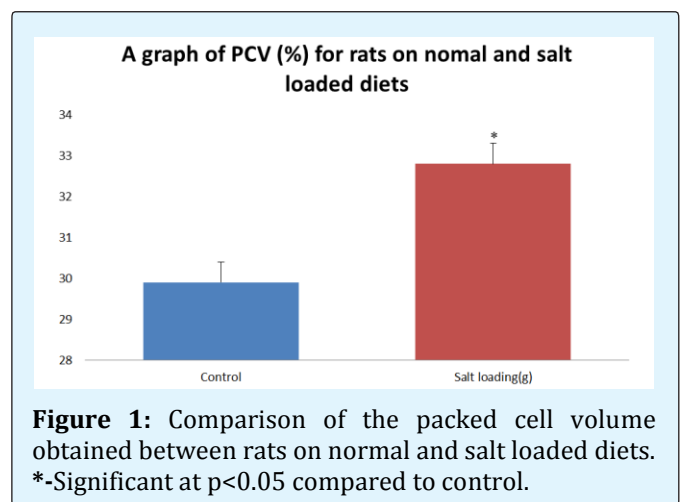 A graph of PCV (%) for rats on nomal and salt
loaded diets
34
33
32
31
30
29
28
*
Control
Salt loading(g)
Figure 1: Comparison of the packed cell volume
obtained between rats on normal and salt loaded diets.
*-Significant at p<0.05 compared to control.